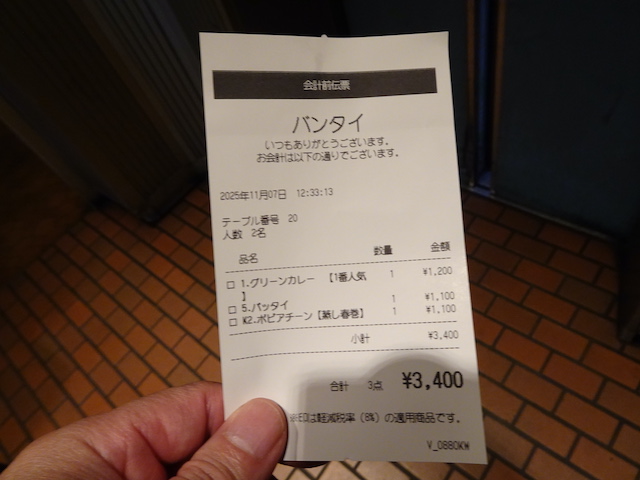 会計前伝票
バンタイ
いつもありがとうございます。
お会計は以下の通りでございます。
2025年11月07日 12:33:13
テーブル番号 20
人数 2名
品名 数量 金額
□ 1.グリーンカレー 【1番人気 1 ¥1,200
】
□ 5.パッタイ 1 ¥1,100
□ K2.ポピアチーン【蒸し春巻】 1 ¥1,100
小計 ¥3,400
合計 3点 ¥3,400
は軽減税率(8%)の適用商品です。
V_0880KW